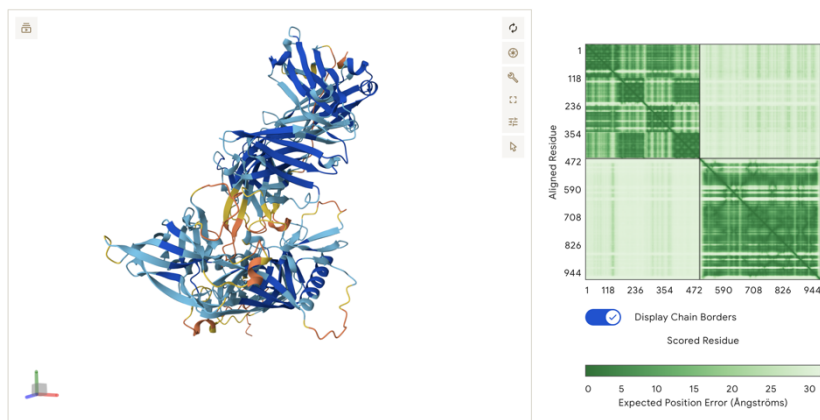 1
118
236
354
472
590
708
826
944
Aligned Residue
1 118 236 354 472 590 708 826 944
Display Chain Borders
Scored Residue
0 5 10 15 20 25 30
Expected Position Error (Ångströms)